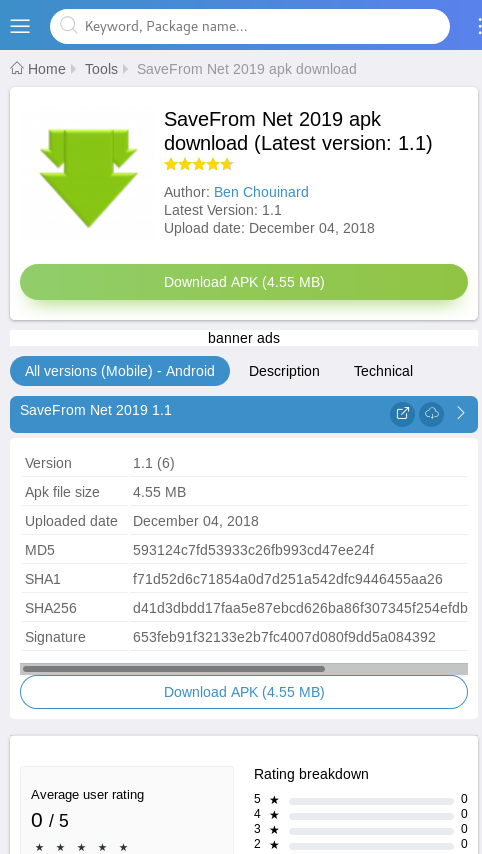 Keyword, Package name...
Home Tools SaveFrom Net 2019 apk download
SaveFrom Net 2019 apk
download (Latest version: 1.1)
Author: Ben Chouinard
Latest Version: 1.1
Upload date: December 04, 2018
Download APK (4.55 MB)
banner ads
All versions (Mobile) - Android Description Technical
SaveFrom Net 2019 1.1
Version 1.1 (6)
Apk file size 4.55 MB
Uploaded date December 04, 2018
MD5 593124c7fd53933c26fb993cd47ee24f
SHA1 f71d52d6c71854a0d7d251a542dfc9446455aa26
SHA256 d41d3dbdd17faa5e87ebcd626ba86f307345f254efdb
Signature 653feb91f32133e2b7fc4007d080f9dd5a084392
Download APK (4.55 MB)
Average user rating
0 / 5
Rating breakdown
5 ★ 0
4 ★ 0
3 ★ 0
2 ★ 0